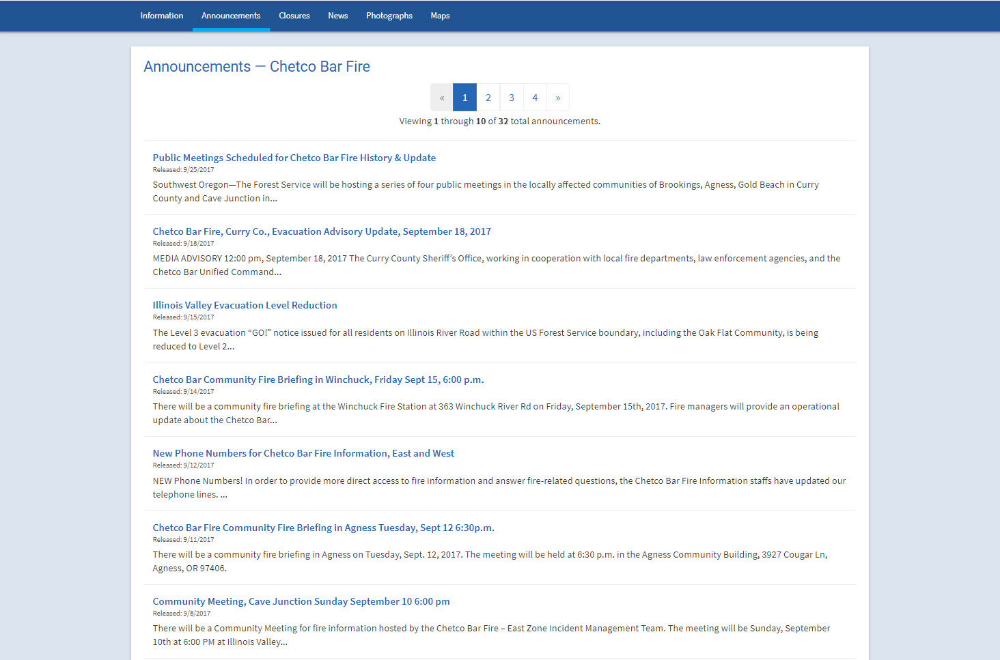 Information Announcements Closures News Photographs Maps
Announcements — Chetco Bar Fire
« 1 2 3 4 »
Viewing 1 through 10 of 32 total announcements.
Public Meetings Scheduled for Chetco Bar Fire History & Update
Released: 9/25/2017
Southwest Oregon—The Forest Service will be hosting a series of four public meetings in the locally affected communities of Brookings, Agness, Gold Beach in Curry
County and Cave Junction in...
Chetco Bar Fire, Curry Co., Evacuation Advisory Update, September 18, 2017
Released: 9/18/2017
MEDIA ADVISORY 12:00 pm, September 18, 2017 The Curry County Sheriff’s Office, working in cooperation with local fire departments, law enforcement agencies, and the
Chetco Bar Unified Command...
Illinois Valley Evacuation Level Reduction
Released: 9/15/2017
The Level 3 evacuation “GO!” notice issued for all residents on Illinois River Road within the US Forest Service boundary, including the Oak Flat Community, is being
reduced to Level 2...
Chetco Bar Community Fire Briefing in Winchuck, Friday Sept 15, 6:00 p.m.
Released: 9/14/2017
There will be a community fire briefing at the Winchuck Fire Station at 363 Winchuck River Rd on Friday, September 15th, 2017. Fire managers will provide an operational
update about the Chetco Bar...
New Phone Numbers for Chetco Bar Fire Information, East and West
Released: 9/12/2017
NEW Phone Numbers! In order to provide more direct access to fire information and answer fire-related questions, the Chetco Bar Fire Information staffs have updated our
telephone lines. ...
Chetco Bar Fire Community Fire Briefing in Agness Tuesday, Sept 12 6:30p.m.
Released: 9/11/2017
There will be a community fire briefing in Agness on Tuesday, Sept. 12, 2017. The meeting will be held at 6:30 p.m. in the Agness Community Building, 3927 Cougar Ln,
Agness, OR 97406.
Community Meeting, Cave Junction Sunday September 10 6:00 pm
Released: 9/8/2017
There will be a Community Meeting for fire information hosted by the Chetco Bar Fire – East Zone Incident Management Team. The meeting will be Sunday, September
10th at 6:00 PM at Illinois Valley...